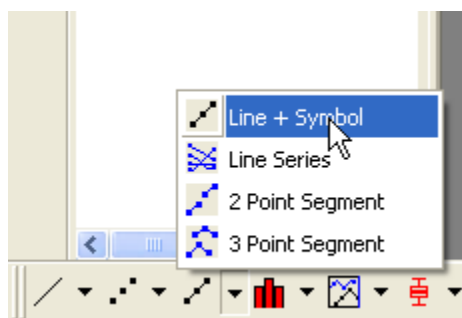 Line + Symbol
Line Series
2 Point Segment
3 Point Segment